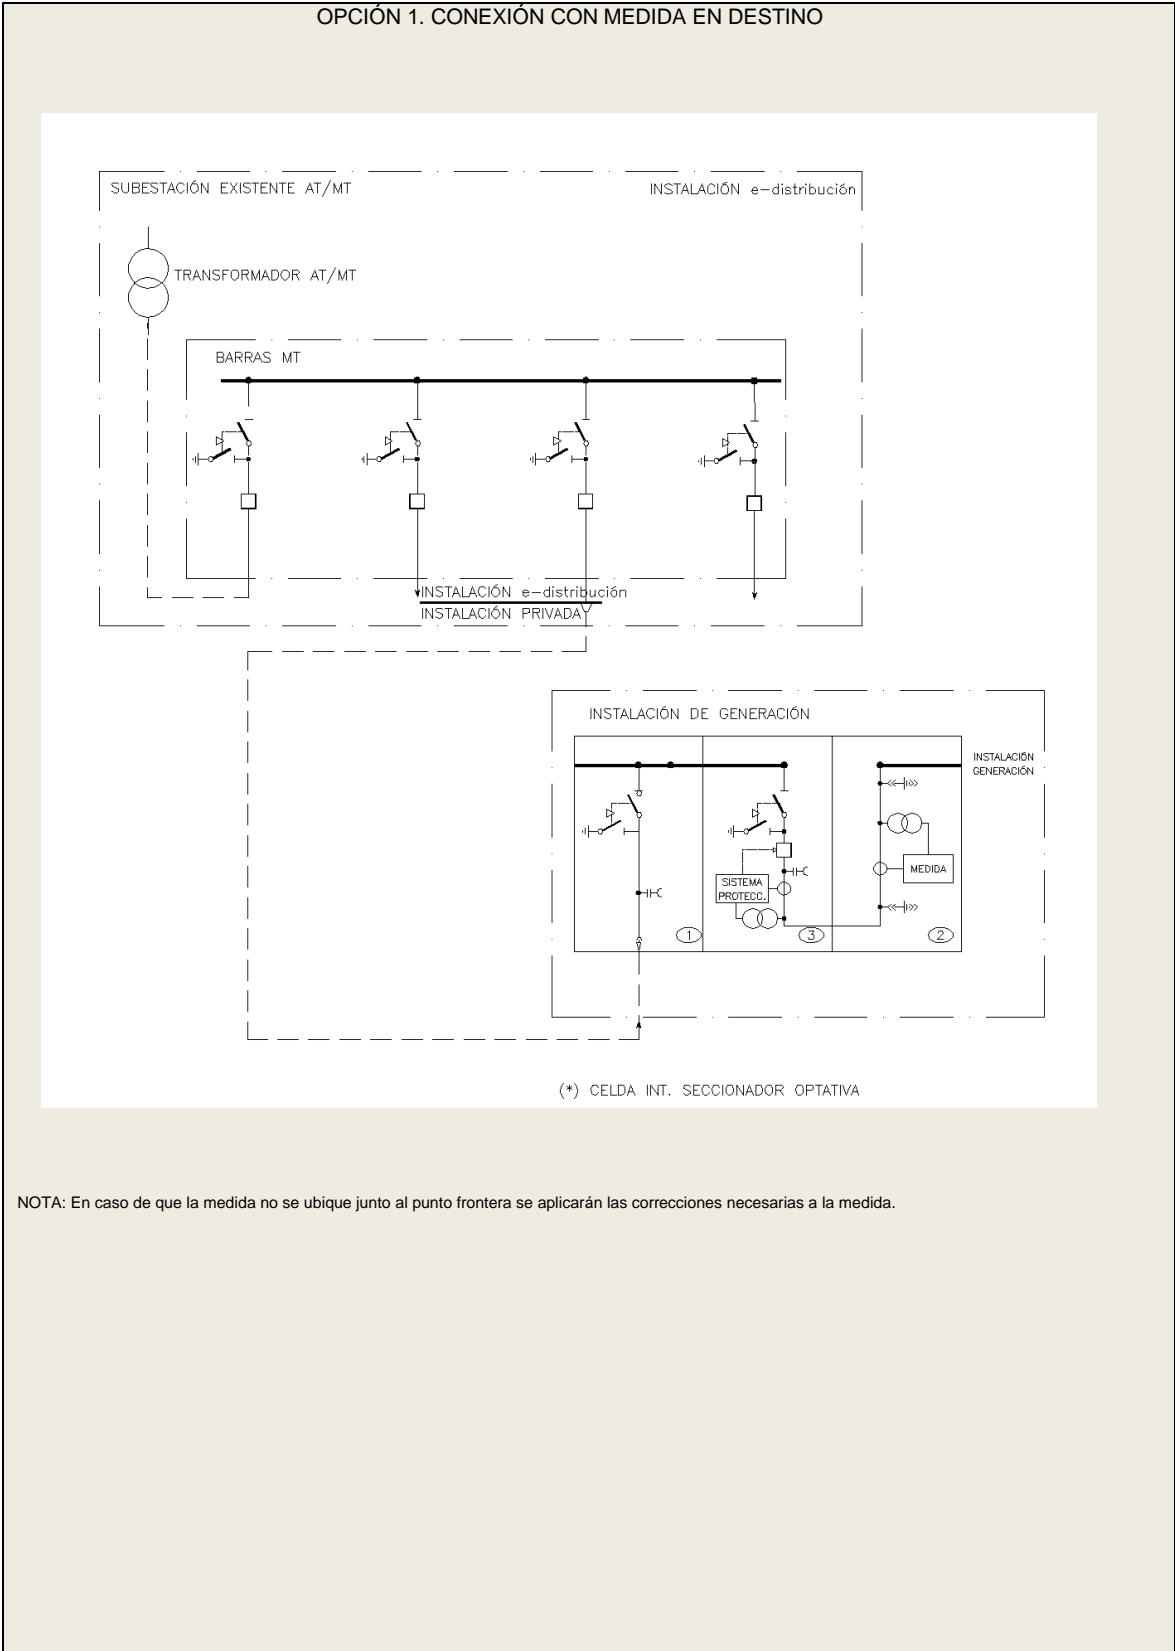 OPCIÓN 1. CONEXIÓN CON MEDIDA EN DESTINO
SUBESTACIÓN EXISTENTE AT/MT
INSTALACIÓN e-distribución
TRANSFORMADOR AT/MT
BARRAS MT
INSTALACIÓN e-distribución
INSTALACIÓN PRIVADA
INSTALACIÓN DE GENERACIÓN
INSTALACIÓN
GENERACIÓN
MEDIDA
SISTEMA
PROTECC.
1
3
2
(*) CELDA INT. SECCIONADOR OPTATIVA
NOTA: En caso de que la medida no se ubique junto al punto frontera se aplicarán las correcciones necesarias a la medida.